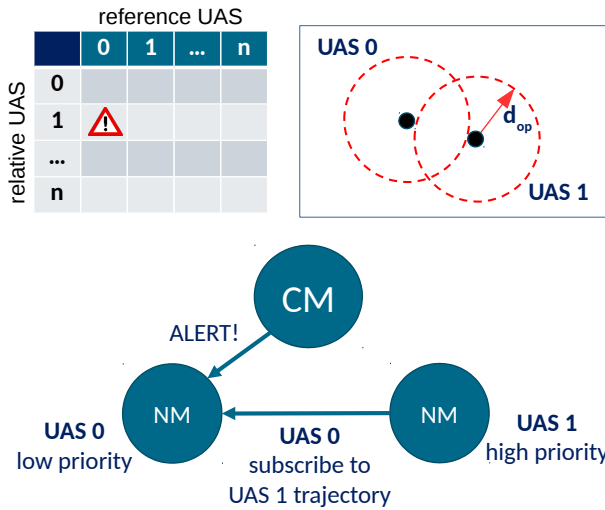 reference UAS
relative UAS
0 1 ... n
0
1 !
...
n
UAS 0
d_op
UAS 1
CM
ALERT!
NM
NM
UAS 0
low priority
UAS 0
subscribe to
UAS 1 trajectory
UAS 1
high priority